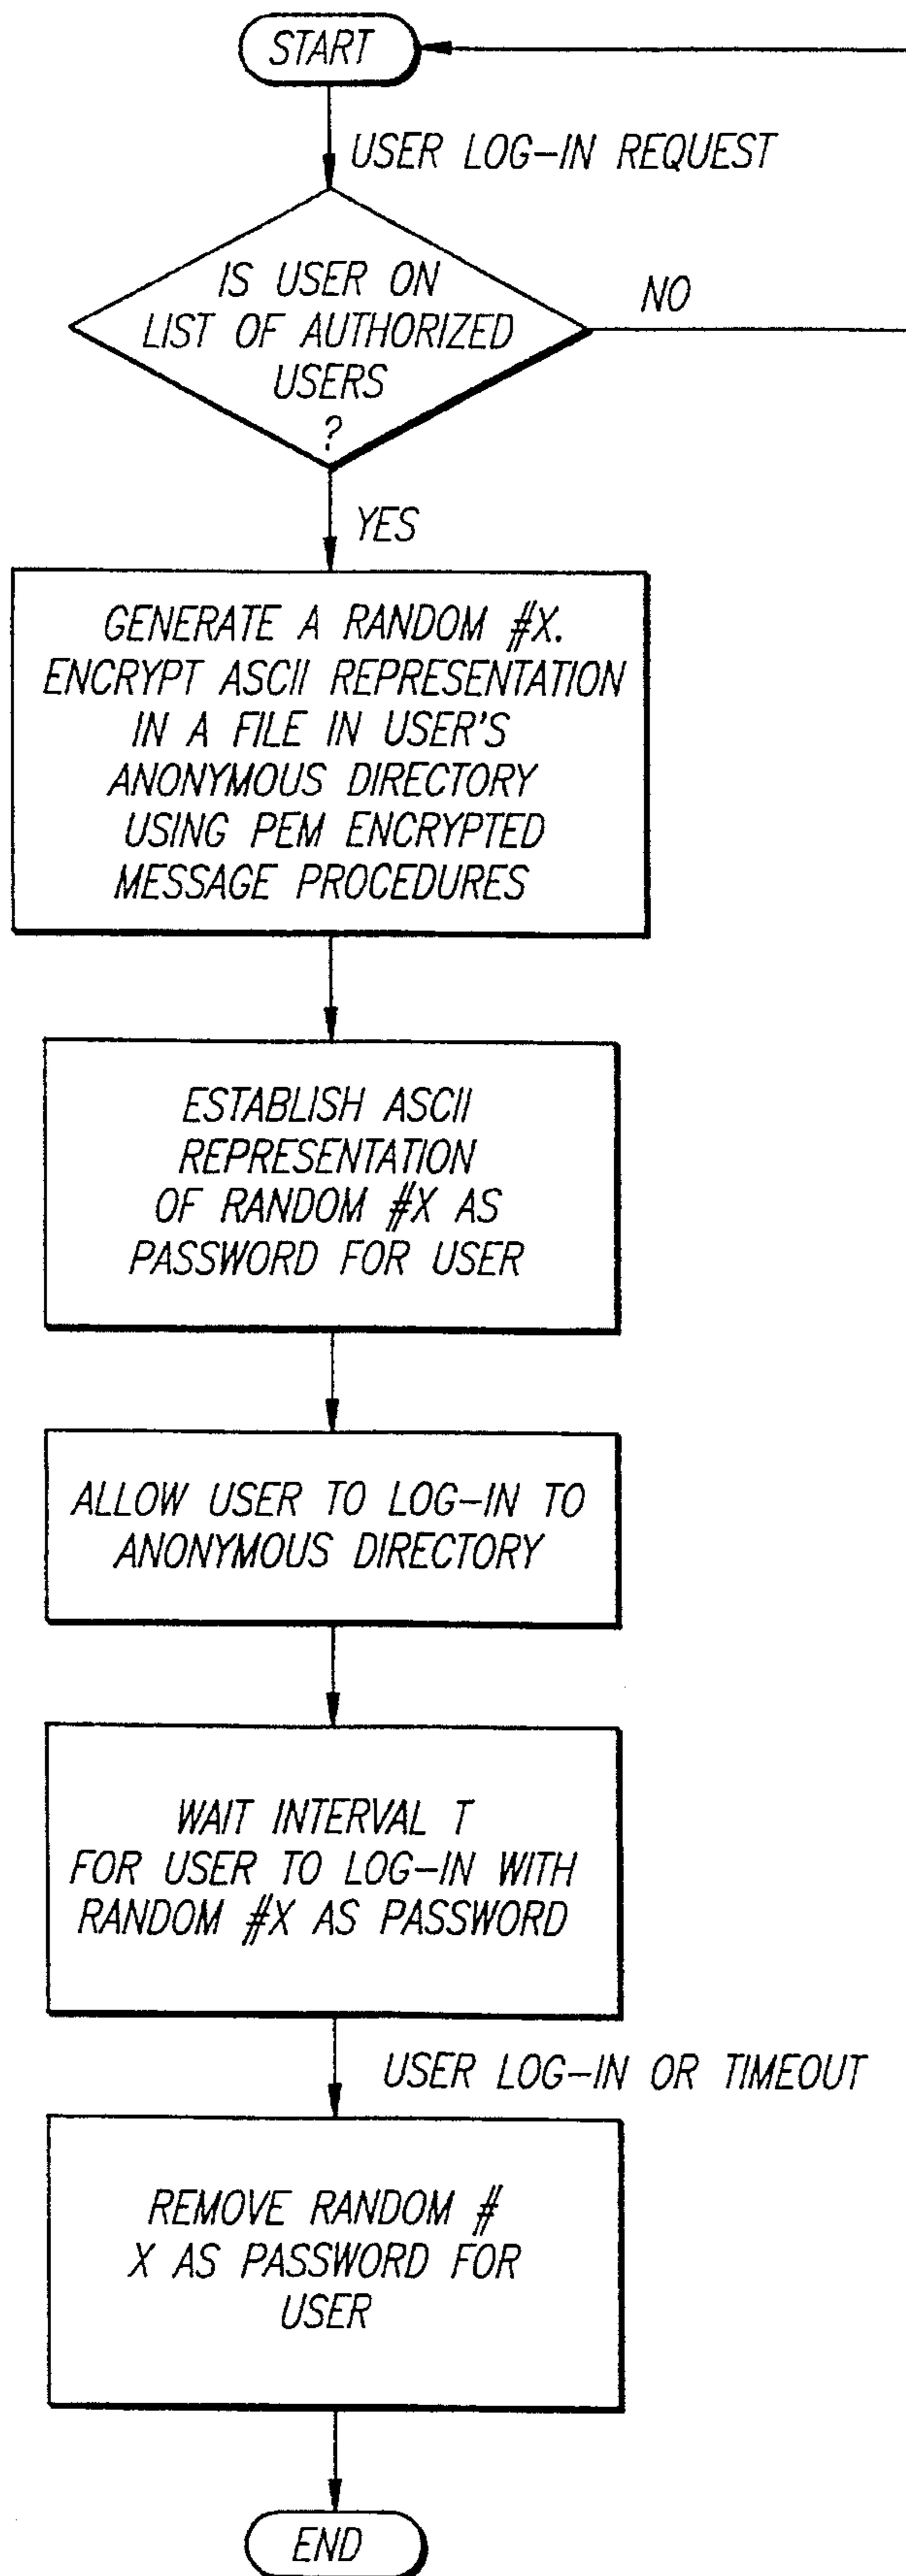 START
USER LOG-IN REQUEST
IS USER ON
LIST OF AUTHORIZED
USERS
?
NO
YES
GENERATE A RANDOM #X.
ENCRYPT ASCII REPRESENTATION
IN A FILE IN USER'S
ANONYMOUS DIRECTORY
USING PEM ENCRYPTED
MESSAGE PROCEDURES
ESTABLISH ASCII
REPRESENTATION
OF RANDOM #X AS
PASSWORD FOR USER
ALLOW USER TO LOG-IN TO
ANONYMOUS DIRECTORY
WAIT INTERVAL T
FOR USER TO LOG-IN WITH
RANDOM #X AS PASSWORD
USER LOG-IN OR TIMEOUT
REMOVE RANDOM #
X AS PASSWORD FOR
USER
END